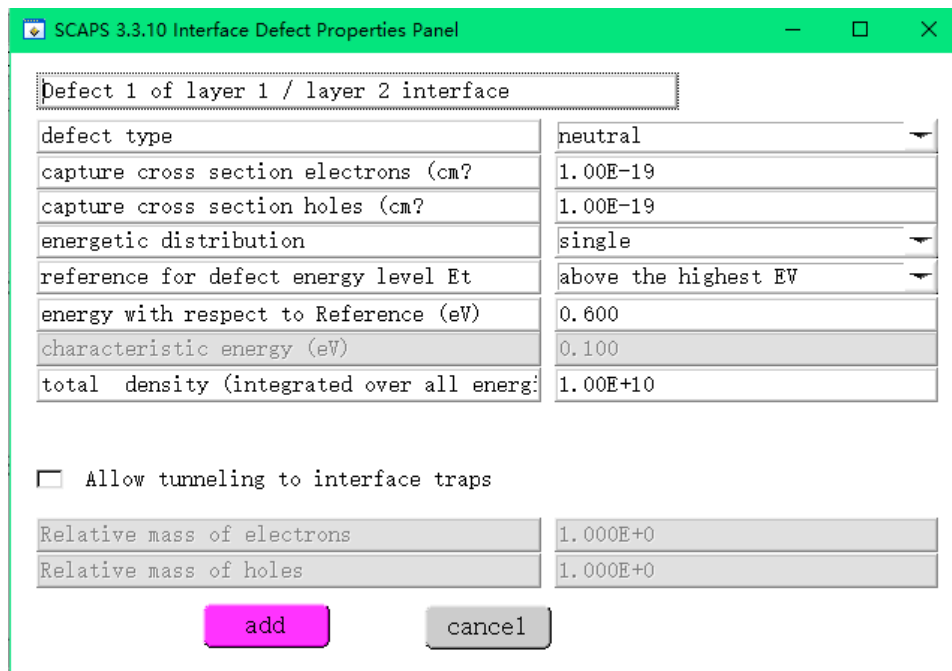 SCAPS 3.3.10 Interface Defect Properties Panel
Defect 1 of layer 1 / layer 2 interface
defect type neutral
capture cross section electrons (cm? 1.00E-19
capture cross section holes (cm? 1.00E-19
energetic distribution single
reference for defect energy level Et above the highest EV
energy with respect to Reference (eV) 0.600
characteristic energy (eV) 0.100
total density (integrated over all energi 1.00E+10
Allow tunneling to interface traps
Relative mass of electrons 1.000E+0
Relative mass of holes 1.000E+0
add cancel